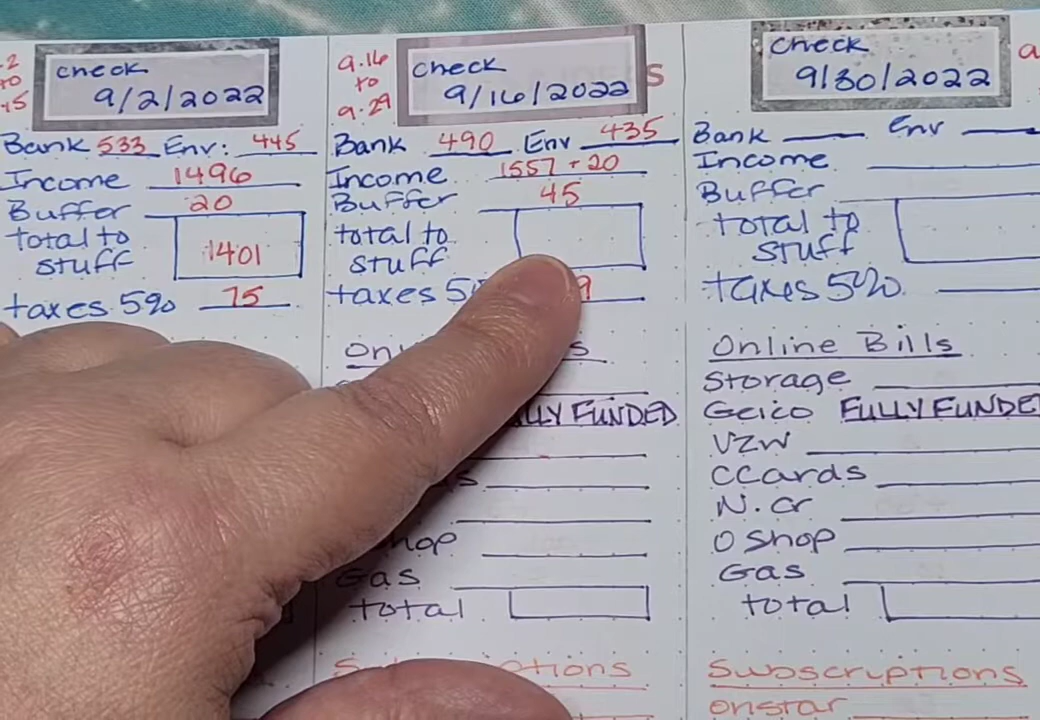 check
9/2/2022
Bank 533 Env: 445
Income 1496
Buffer 20
total to
stuff 1401
taxes 5% 75
9.16
to
9.29
check
9/16/2022
S
Bank 490 Env 435
Income 1557 + 20
Buffer 45
total to
stuff
taxes
FULLY FUNDED
Gas
total
check
9/30/2022
Bank Env
Income
Buffer
total to
stuff
taxes 5%
Online Bills
Storage
Geico FULLY FUNDE
VZW
CCards
N. Cr
O Shop
Gas
total
Subscriptions
onstar